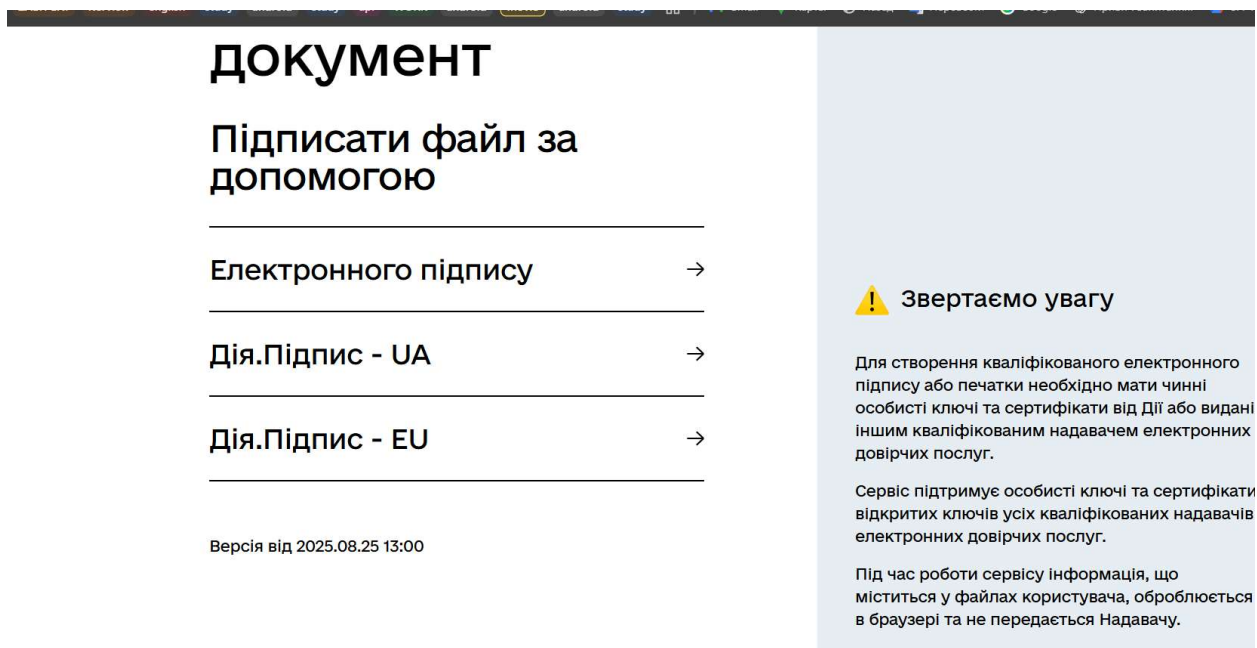 документ
Підписати файл за
допомогою
Електронного підпису
Дія.Підпис - UA
Дія.Підпис - EU
Версія від 2025.08.25 13:00
Звертаємо увагу
Для створення кваліфікованого електронного
підпису або печатки необхідно мати чинні
особисті ключі та сертифікати від Дії або видані
іншим кваліфікованим надавачем електронних
довірчих послуг.
Сервіс підтримує особисті ключі та сертифікати
відкритих ключів усіх кваліфікованих надавачів
електронних довірчих послуг.
Під час роботи сервісу інформація, що
міститься у файлах користувача, оброблюється
в браузері та не передається Надавачу.